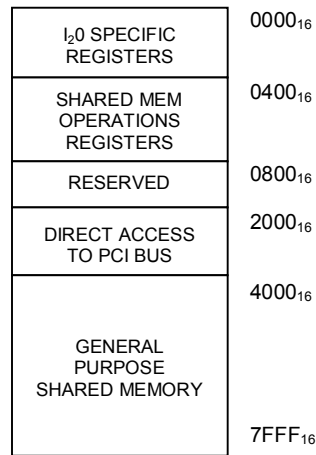 I₂0 SPECIFIC
REGISTERS
0000₁₆
SHARED MEM
OPERATIONS
REGISTERS
0400₁₆
RESERVED
0800₁₆
DIRECT ACCESS
TO PCI BUS
2000₁₆
GENERAL
PURPOSE
SHARED MEMORY
4000₁₆
7FFF₁₆